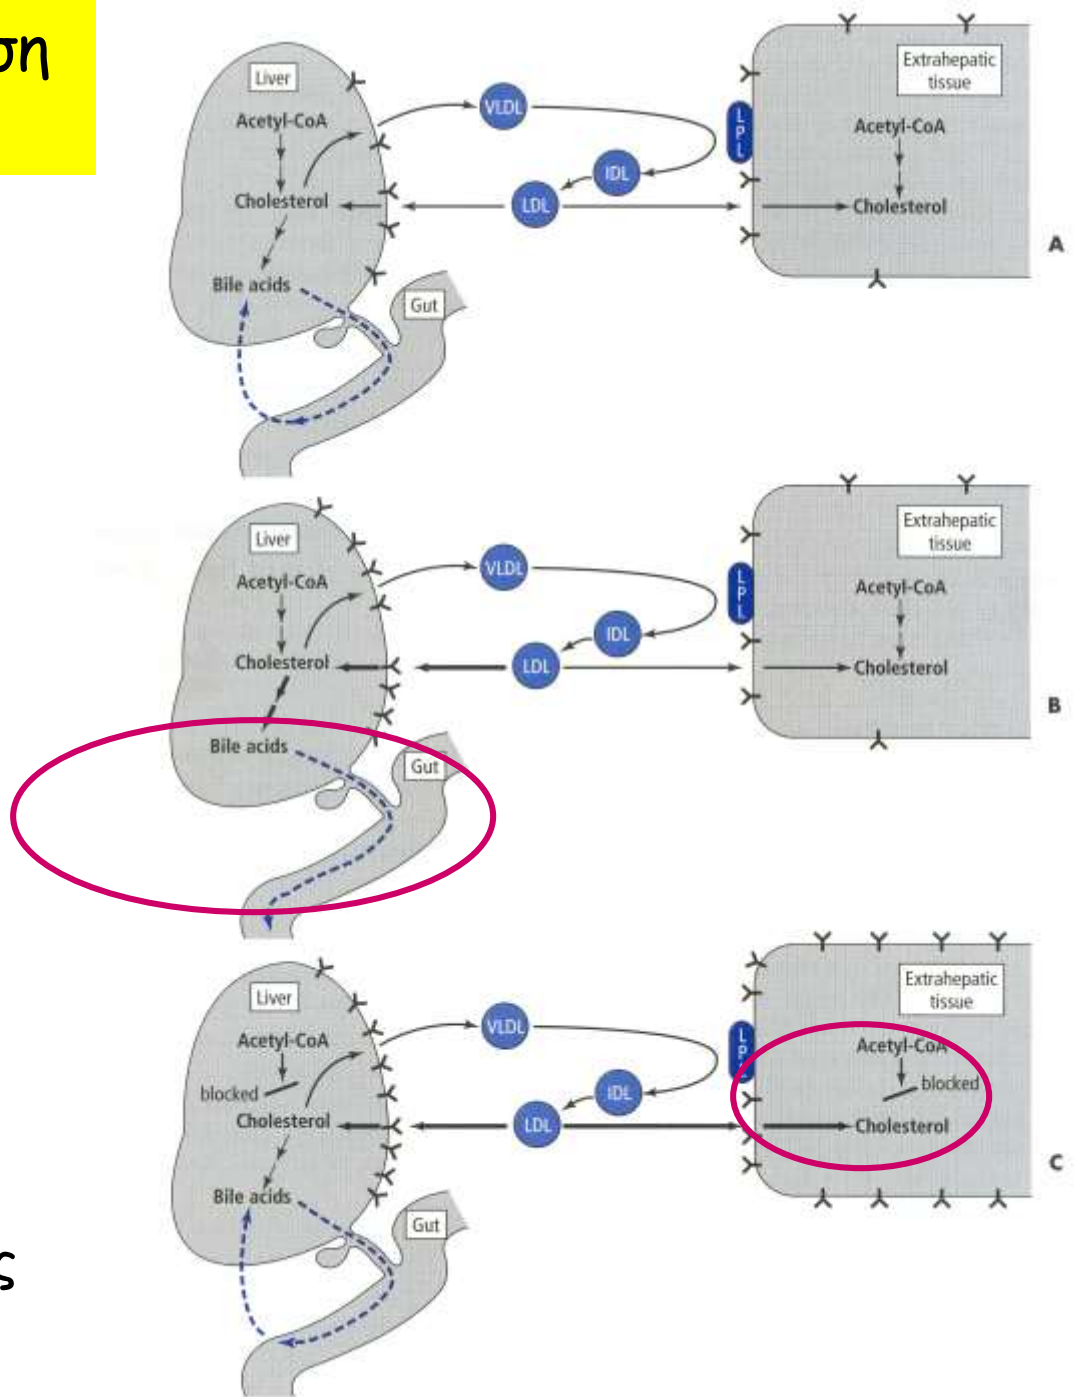 ση
Liver
Acetyl-CoA
Cholesterol
Bile acids
Gut
VLDL
IDL
LDL
LPL
Extrahepatic
tissue
Acetyl-CoA
Cholesterol
A
Liver
Acetyl-CoA
Cholesterol
Bile acids
Gut
VLDL
IDL
LDL
LPL
Extrahepatic
tissue
Acetyl-CoA
Cholesterol
B
Liver
Acetyl-CoA
blocked
Cholesterol
Bile acids
Gut
VLDL
IDL
LDL
LPL
Extrahepatic
tissue
Acetyl-CoA
blocked
Cholesterol
C
ς